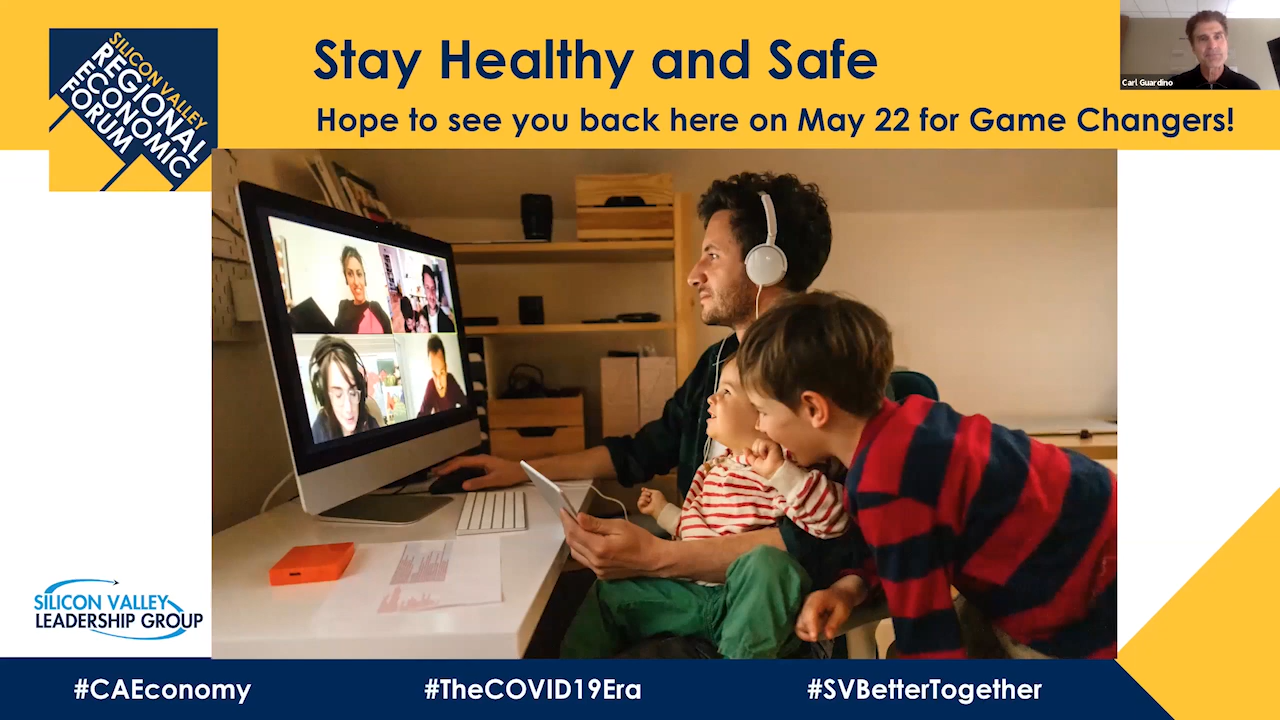 SILICON VALLEY
REGIONAL
ECONOMIC
FORUM
Stay Healthy and Safe
Hope to see you back here on May 22 for Game Changers!
Carl Guardino
SILICON VALLEY
LEADERSHIP GROUP
#CAEconomy
#TheCOVID19Era
#SVBetterTogether